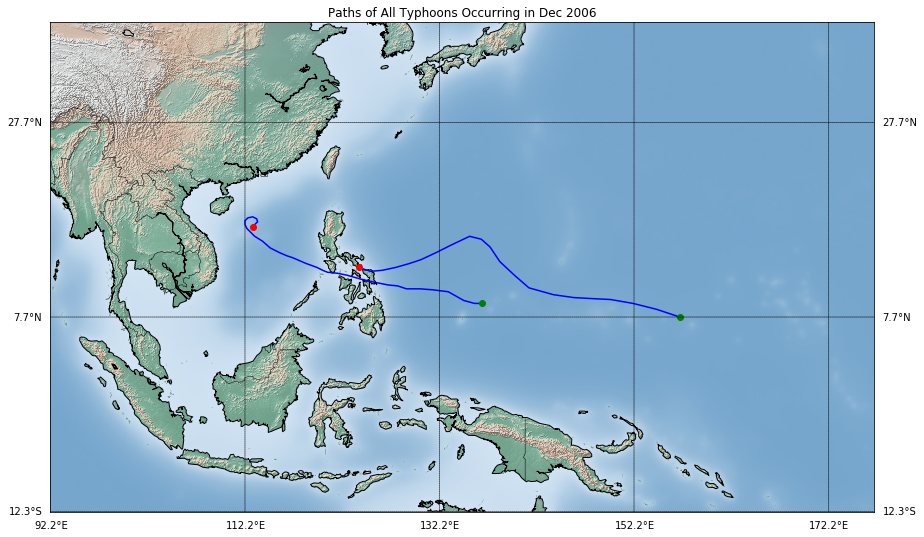 Paths of All Typhoons Occurring in Dec 2006
27.7°N 27.7°N
7.7°N 7.7°N
12.3°S 12.3°S
92.2°E 112.2°E 132.2°E 152.2°E 172.2°E